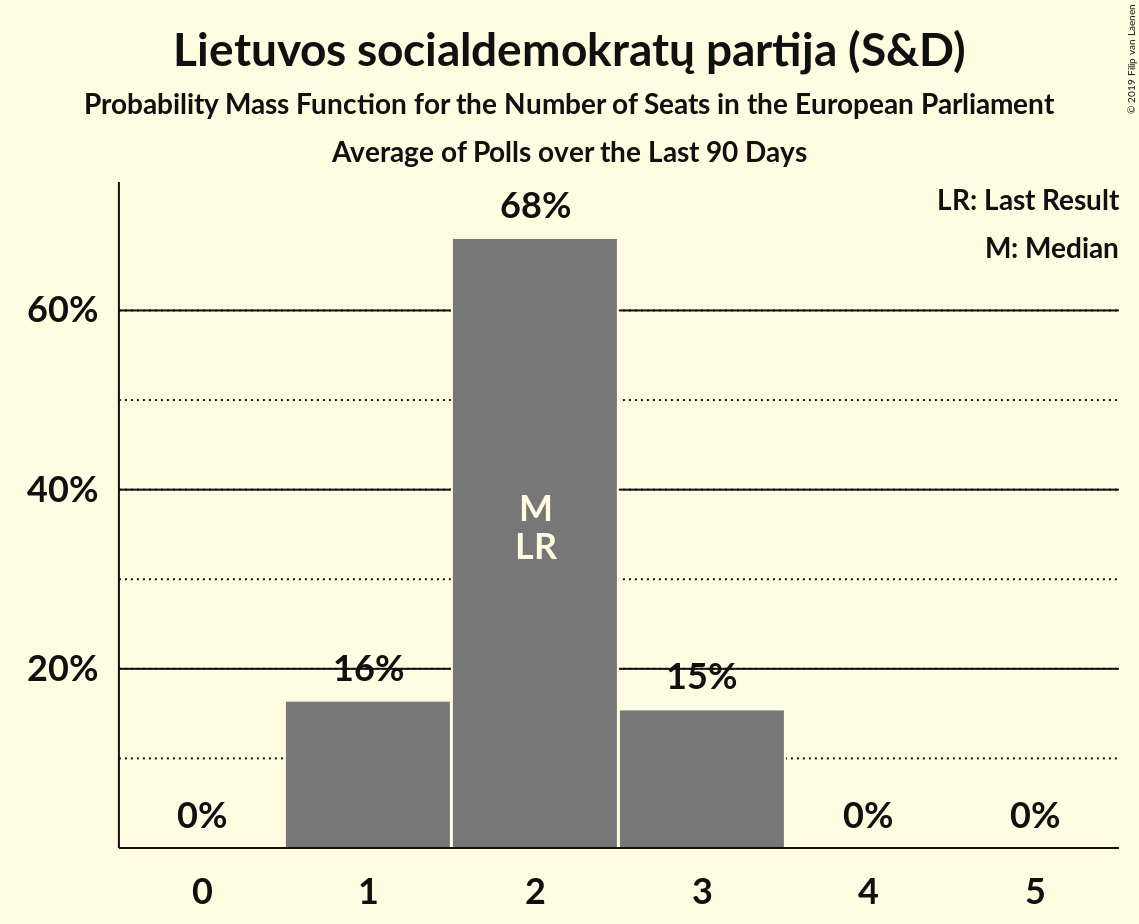 Lietuvos socialdemokratų partija (S&D)
Probability Mass Function for the Number of Seats in the European Parliament
Average of Polls over the Last 90 Days
© 2019 Filip van Laenen
LR: Last Result
M: Median
68%
60%
40%
M
LR
20%
16%
15%
0%
0%
0%
0 1 2 3 4 5